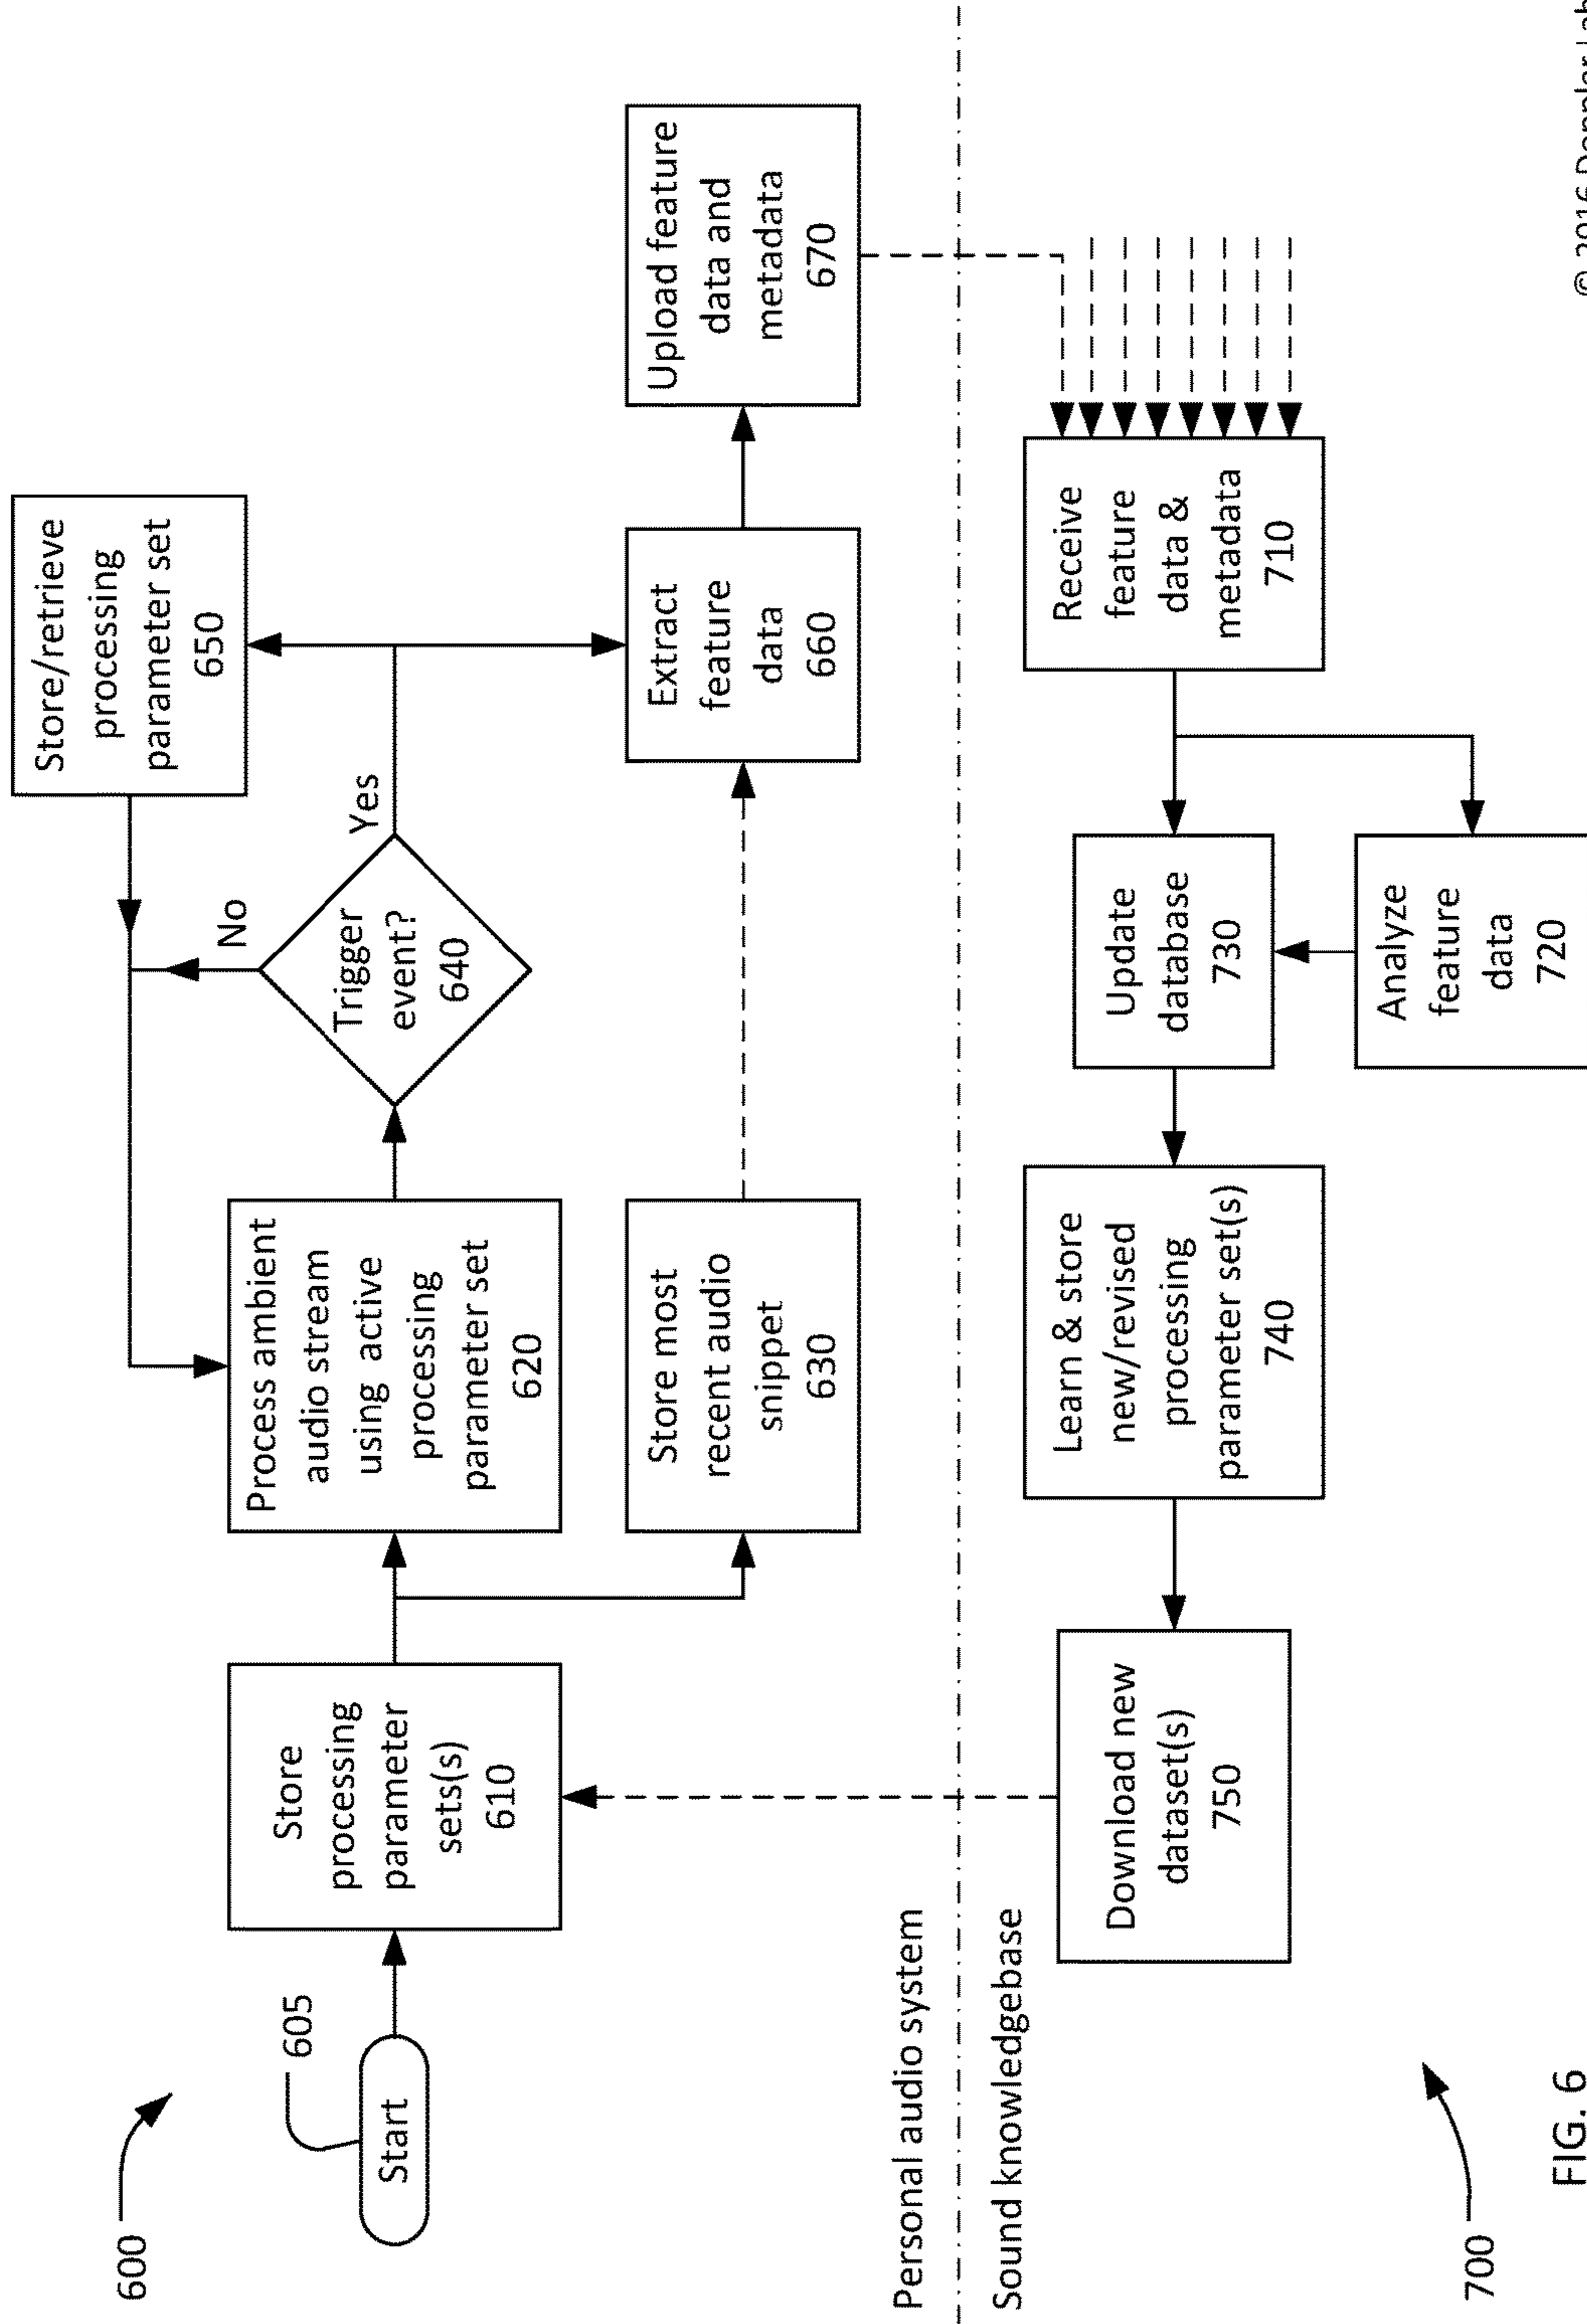 600
605
Start
Store
processing
parameter
sets(s)
610
Process ambient
audio stream
using active
processing
parameter set
620
Store most
recent audio
snippet
630
Trigger
event?
640
No
Yes
Store/retrieve
processing
parameter set
650
Extract
feature
data
660
Upload feature
data and
metadata
670
Personal audio system
Sound knowledgebase
Download new
dataset(s)
750
Learn & store
new/revised
processing
parameter set(s)
740
Update
database
730
Analyze
feature
data
720
Receive
feature
data &
metadata
710
700
FIG. 6
© 2016 Doppler